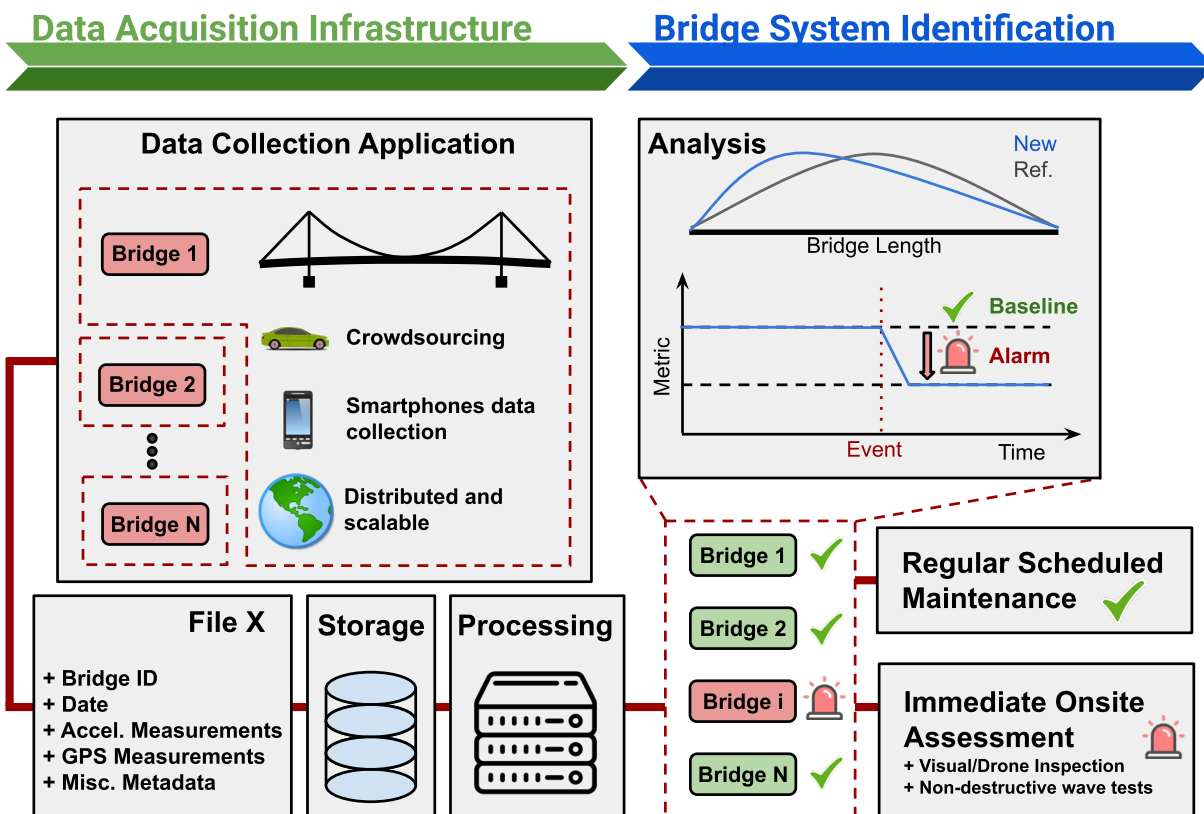 Data Acquisition Infrastructure
Bridge System Identification
Data Collection Application
Bridge 1
Crowdsourcing
Bridge 2
Smartphones data
collection
Bridge N
Distributed and
scalable
File X
+ Bridge ID
+ Date
+ Accel. Measurements
+ GPS Measurements
+ Misc. Metadata
Storage
Processing
Analysis
New
Ref.
Bridge Length
Metric
Baseline
Alarm
Event
Time
Bridge 1
Bridge 2
Bridge i
Bridge N
Regular Scheduled
Maintenance
Immediate Onsite
Assessment
+ Visual/Drone Inspection
+ Non-destructive wave tests